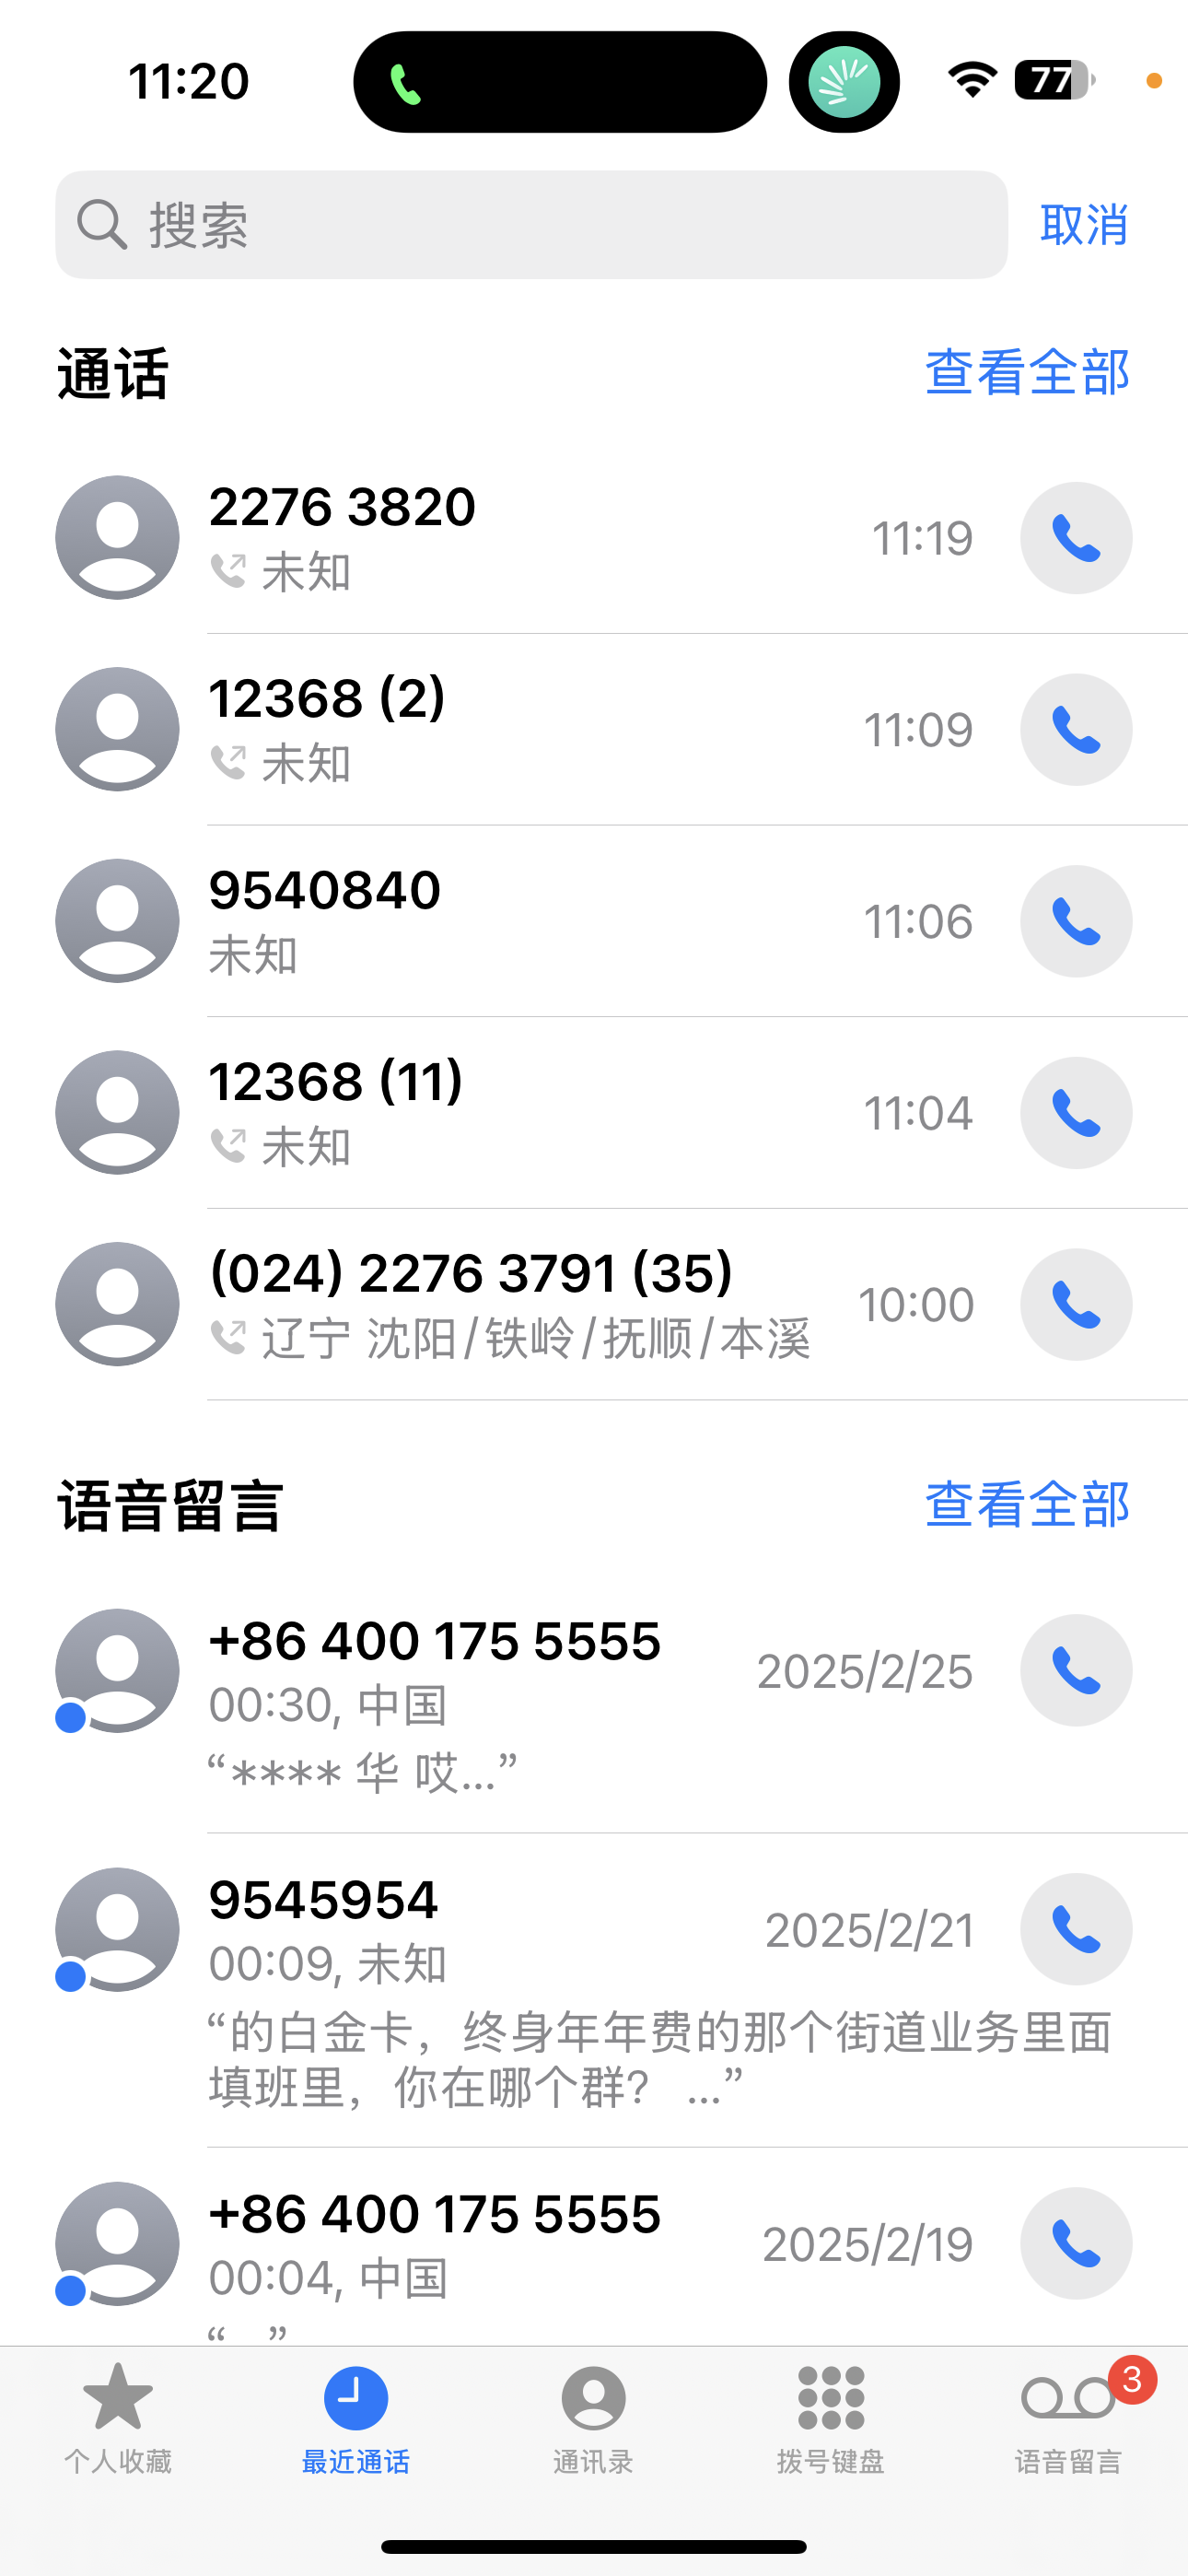 11:20
77
搜索
取消
通话
查看全部
2276 3820
未知
11:19
12368 (2)
未知
11:09
9540840
未知
11:06
12368 (11)
未知
11:04
(024) 2276 3791 (35)
辽宁 沈阳/铁岭/抚顺/本溪
10:00
语音留言
查看全部
+86 400 175 5555
2025/2/25
00:30, 中国
“**** 华 哎...”
9545954
2025/2/21
00:09, 未知
“的白金卡，终身年年费的那个街道业务里面
填班里，你在哪个群？ ...”
+86 400 175 5555
2025/2/19
00:04, 中国
“ ”
个人收藏
最近通话
通讯录
拨号键盘
3
语音留言